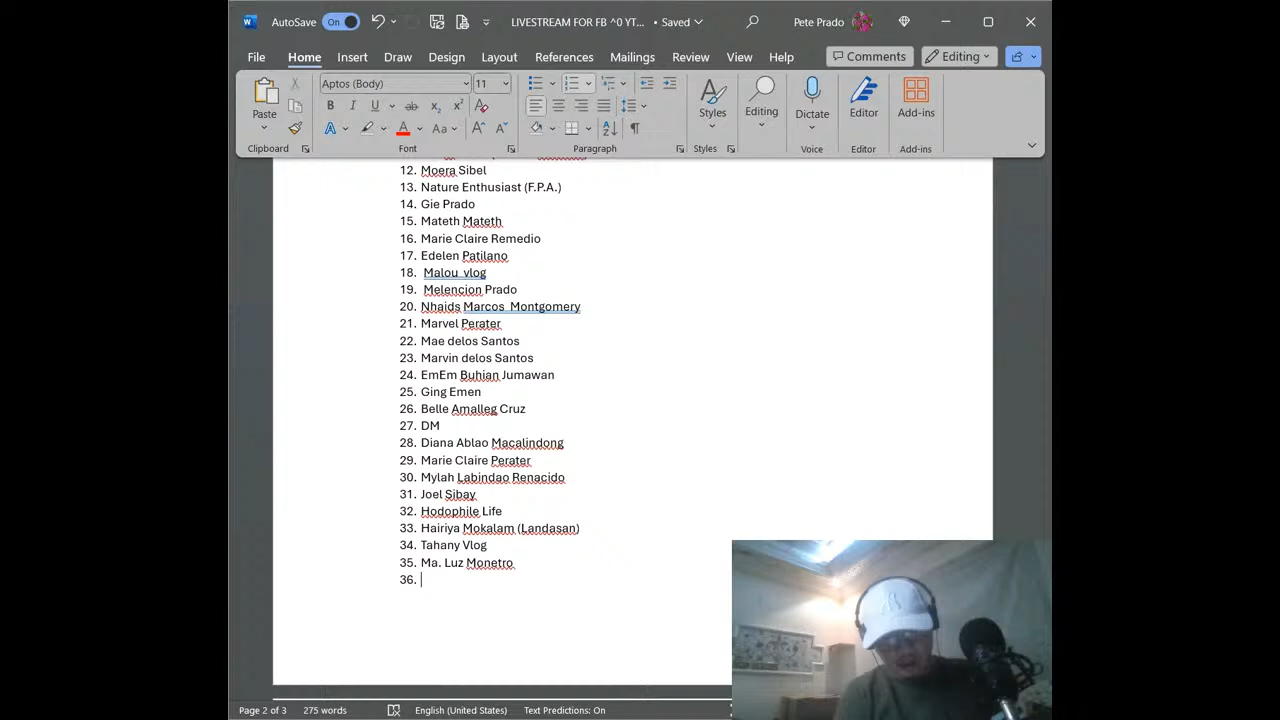 AutoSave On LIVESTREAM FOR FB ^0 YT... • Saved Pete Prado
File Home Insert Draw Design Layout References Mailings Review View Help Comments Editing
Aptos (Body) 11
Paste Styles Editing Dictate Editor Add-ins
B I U ab x₂ x²
A A Aa A A
Clipboard Font Paragraph Styles Voice Editor Add-ins
12. Moera Sibel
13. Nature Enthusiast (F.P.A.)
14. Gie Prado
15. Mateth Mateth
16. Marie Claire Remedio
17. Edelen Patilano
18. Malou vlog
19. Melencion Prado
20. Nhaids Marcos Montgomery
21. Marvel Perater
22. Mae delos Santos
23. Marvin delos Santos
24. EmEm Buhian Jumawan
25. Ging Emen
26. Belle Amalleg Cruz
27. DM
28. Diana Ablao Macalindong
29. Marie Claire Perater
30. Mylah Labindao Renacido
31. Joel Sibay
32. Hodophile Life
33. Hairiya Mokalam (Landasan)
34. Tahany Vlog
35. Ma. Luz Monetro
36.
Page 2 of 3 275 words English (United States) Text Predictions: On